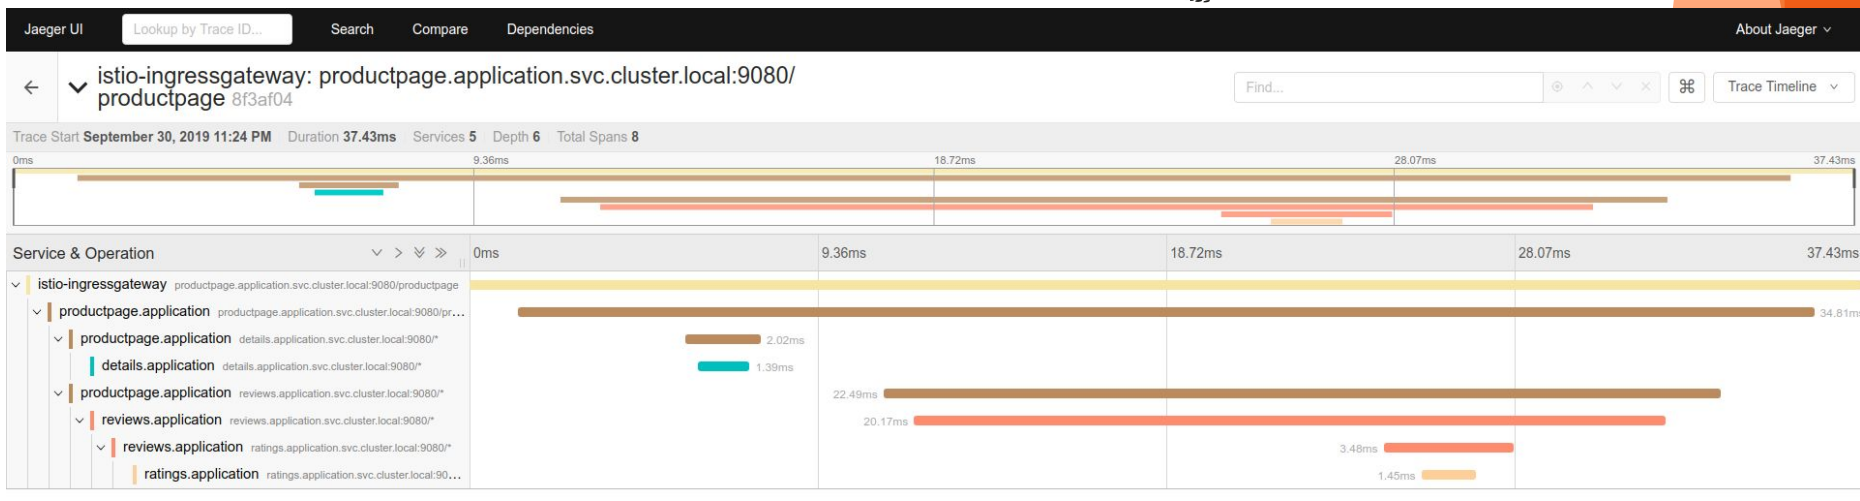 Jaeger UI Lookup by Trace ID... Search Compare Dependencies About Jaeger
istio-ingressgateway: productpage.application.svc.cluster.local:9080/
productpage 8f3af04
Find... Trace Timeline
Trace Start September 30, 2019 11:24 PM Duration 37.43ms Services 5 Depth 6 Total Spans 8
0ms 9.36ms 18.72ms 28.07ms 37.43ms
Service & Operation 0ms 9.36ms 18.72ms 28.07ms 37.43ms
istio-ingressgateway productpage.application.svc.cluster.local:9080/productpage
productpage.application productpage.application.svc.cluster.local:9080/pr... 34.81ms
productpage.application details.application.svc.cluster.local:9080/* 2.02ms
details.application details.application.svc.cluster.local:9080/* 1.39ms
productpage.application reviews.application.svc.cluster.local:9080/* 22.49ms
reviews.application reviews.application.svc.cluster.local:9080/* 20.17ms
reviews.application ratings.application.svc.cluster.local:9080/* 3.48ms
ratings.application ratings.application.svc.cluster.local:90... 1.45ms